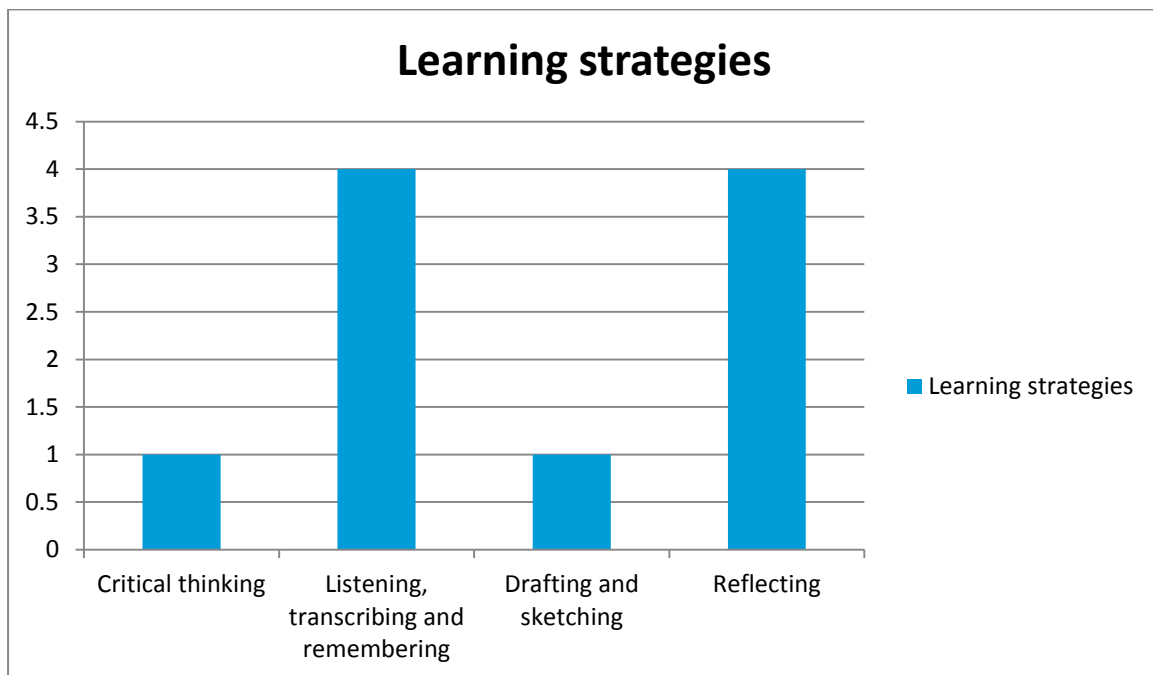 Learning strategies
4.5
4
3.5
3
2.5
2
1.5
1
0.5
0
Critical thinking
Listening,
transcribing and
remembering
Drafting and
sketching
Reflecting
Learning strategies